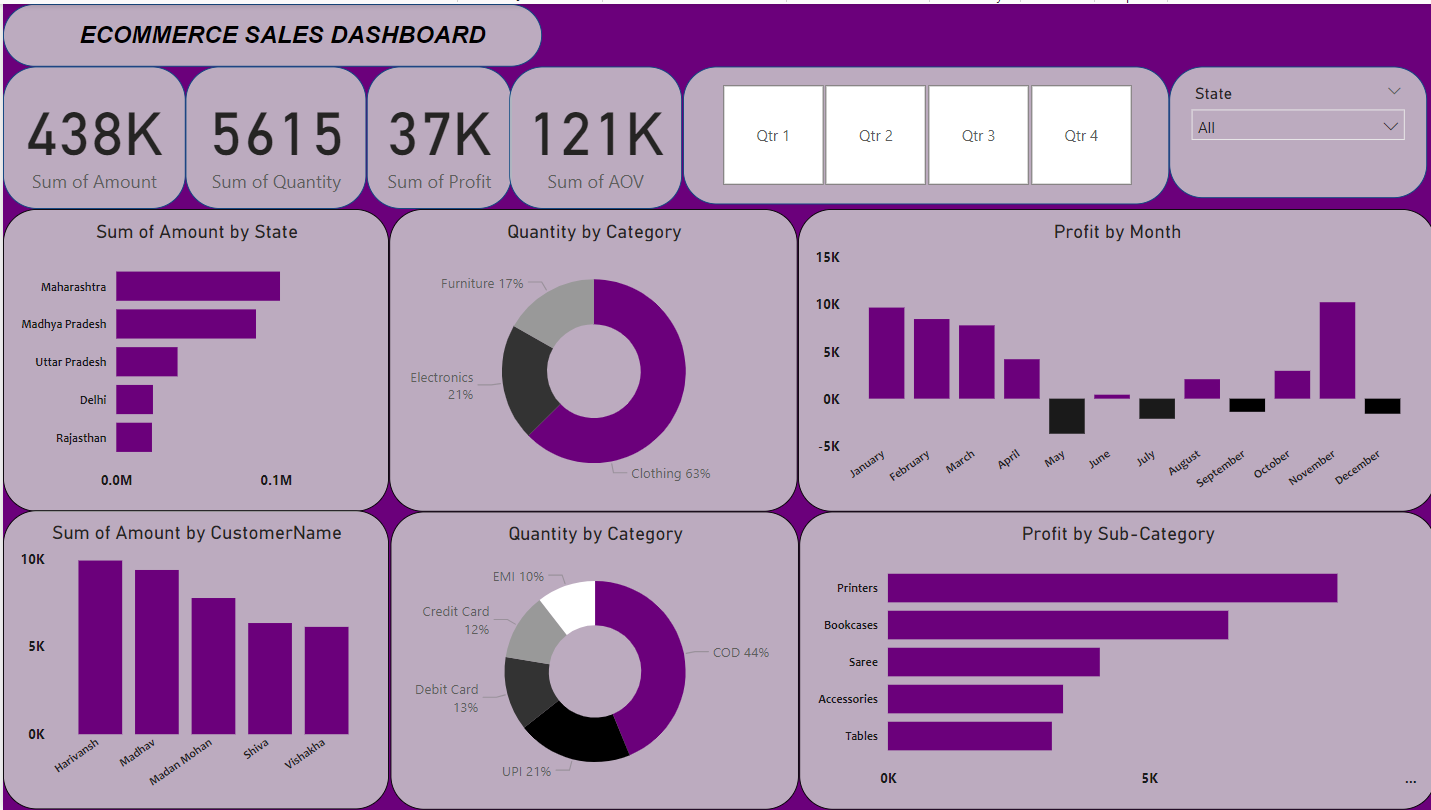 ECOMMERCE SALES DASHBOARD
438K
Sum of Amount
5615
Sum of Quantity
37K
Sum of Profit
121K
Sum of AOV
Qtr 1
Qtr 2
Qtr 3
Qtr 4
State
All
Sum of Amount by State
Maharashtra
Madhya Pradesh
Uttar Pradesh
Delhi
Rajasthan
0.0M
0.1M
Quantity by Category
Furniture 17%
Electronics
21%
Clothing 63%
Profit by Month
15K
10K
5K
0K
-5K
January
February
March
April
May
June
July
August
September
October
November
December
Sum of Amount by CustomerName
10K
5K
0K
Harivansh
Madhav
Madan Mohan
Shiva
Vishakha
Quantity by Category
EMI 10%
Credit Card
12%
COD 44%
Debit Card
13%
UPI 21%
Profit by Sub-Category
Printers
Bookcases
Saree
Accessories
Tables
0K
5K
...